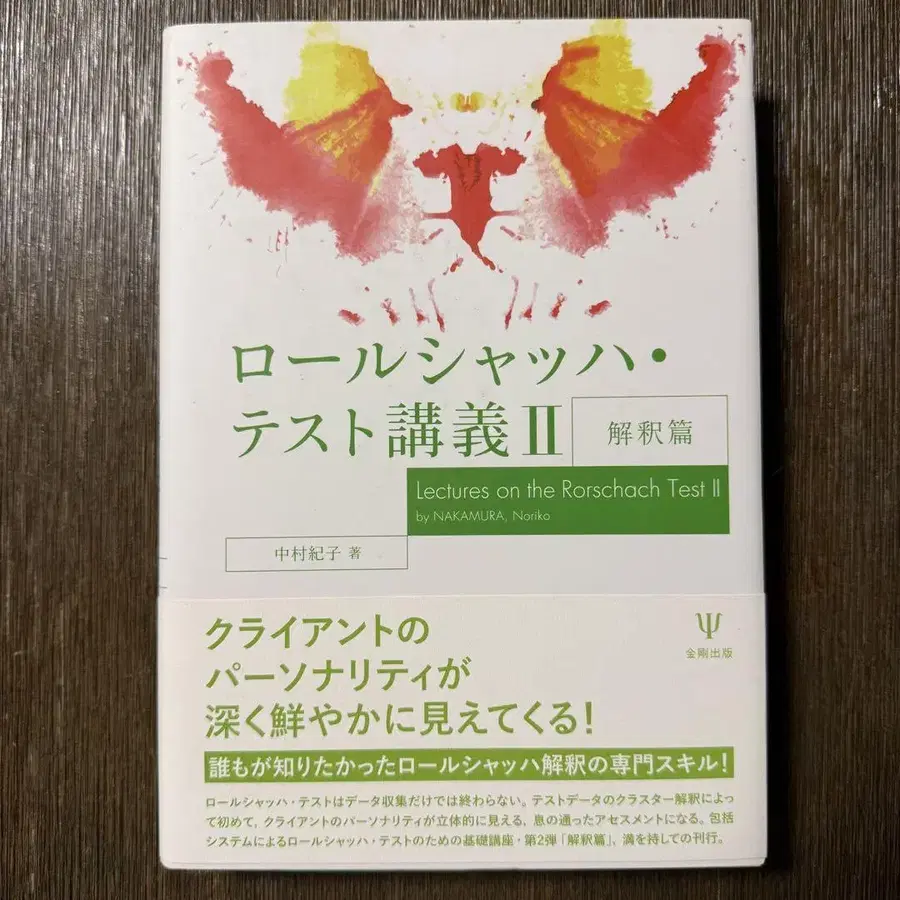 ロールシャッハ・
テスト講義Ⅱ
解釈篇
Lectures on the Rorschach Test II
by NAKAMURA, Noriko
中村紀子 著
クライアントの
パーソナリティが
深く鮮やかに見えてくる!
Ψ
金剛出版
誰もが知りたかったロールシャッハ解釈の専門スキル!
ロールシャッハ・テストはデータ収集だけでは終わらない。テストデータのクラスター解釈によっ
て初めて,クライアントのパーソナリティが立体的に見える,息の通ったアセスメントになる。包括
システムによるロールシャッハ・テストのための基礎講座・第2弾「解釈篇」、満を持しての刊行。